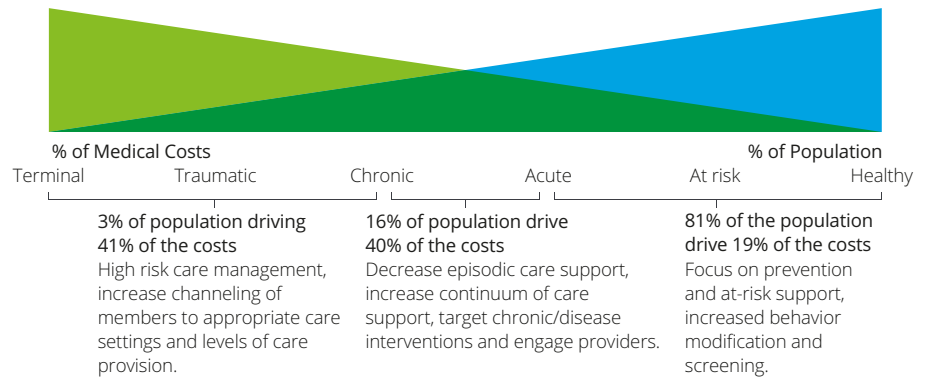 % of Medical Costs
% of Population
Terminal
Traumatic
Chronic
Acute
At risk
Healthy
3% of population driving
41% of the costs
High risk care management,
increase channeling of
members to appropriate care
settings and levels of care
provision.
16% of population drive
40% of the costs
Decrease episodic care support,
increase continuum of care
support, target chronic/disease
interventions and engage providers.
81% of the population
drive 19% of the costs
Focus on prevention
and at-risk support,
increased behavior
modification and
screening.